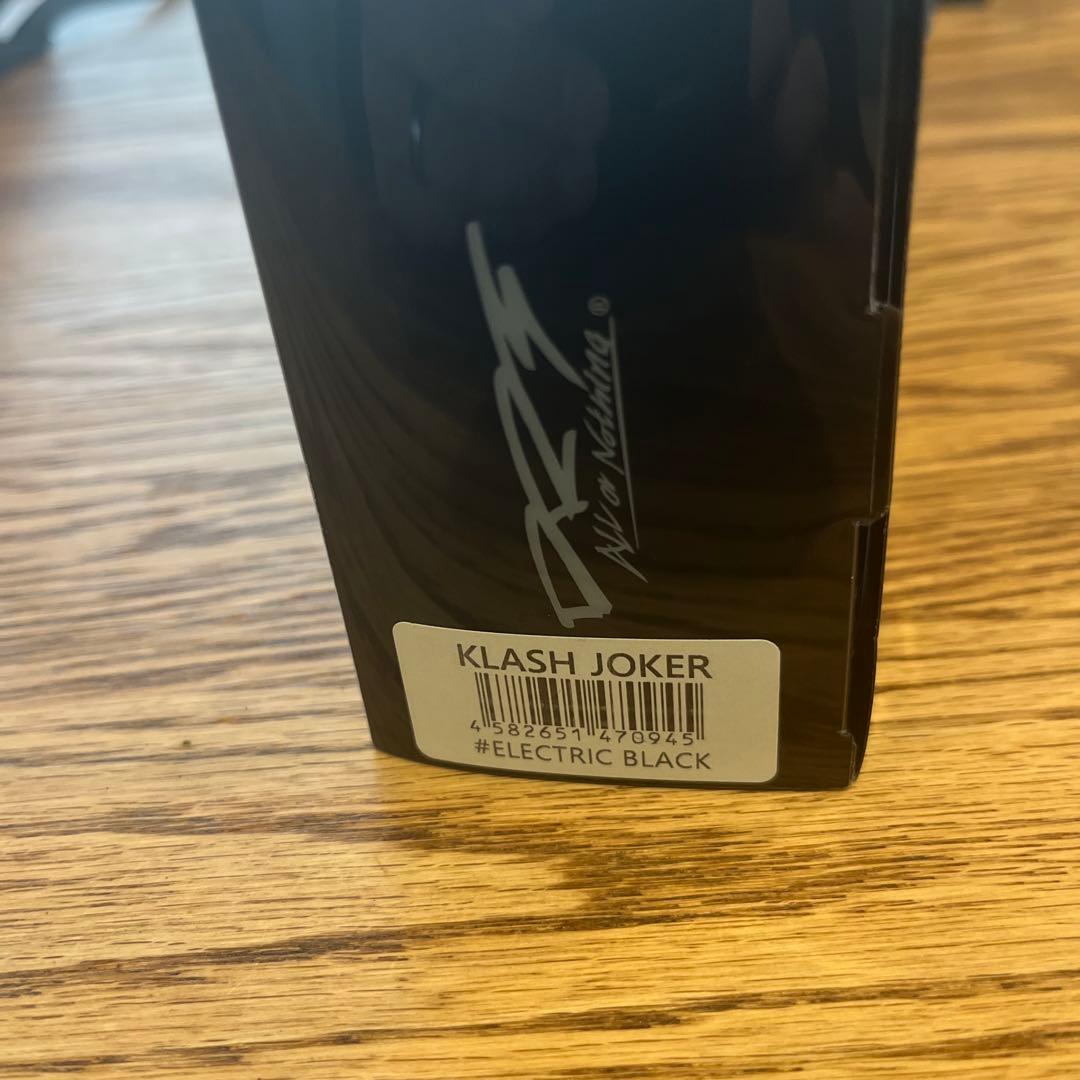 All or Nothing ®
KLASH JOKER
4 582651 470945
#ELECTRIC BLACK